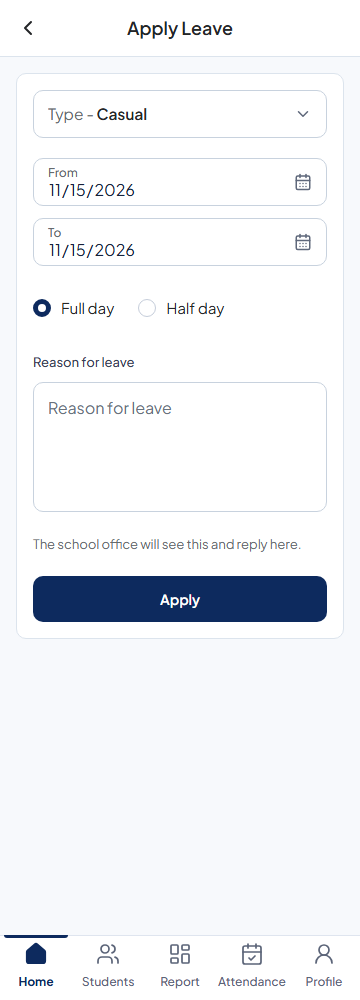 Apply Leave
Type - Casual
From
11/15/2026
To
11/15/2026
Full day
Half day
Reason for leave
Reason for leave
The school office will see this and reply here.
Apply
Home
Students
Report
Attendance
Profile